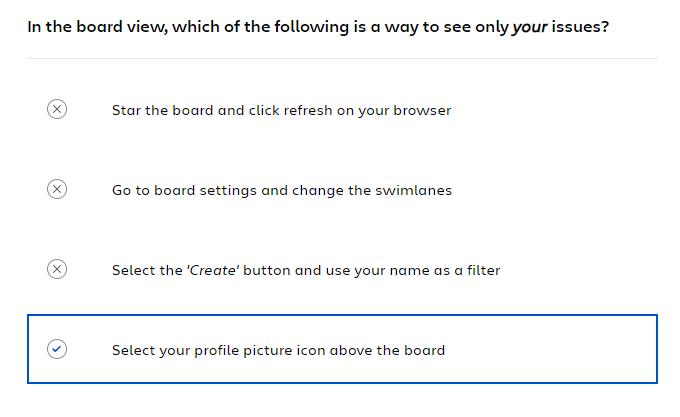 In the board view, which of the following is a way to see only your issues?
Star the board and click refresh on your browser
Go to board settings and change the swimlanes
Select the 'Create' button and use your name as a filter
Select your profile picture icon above the board